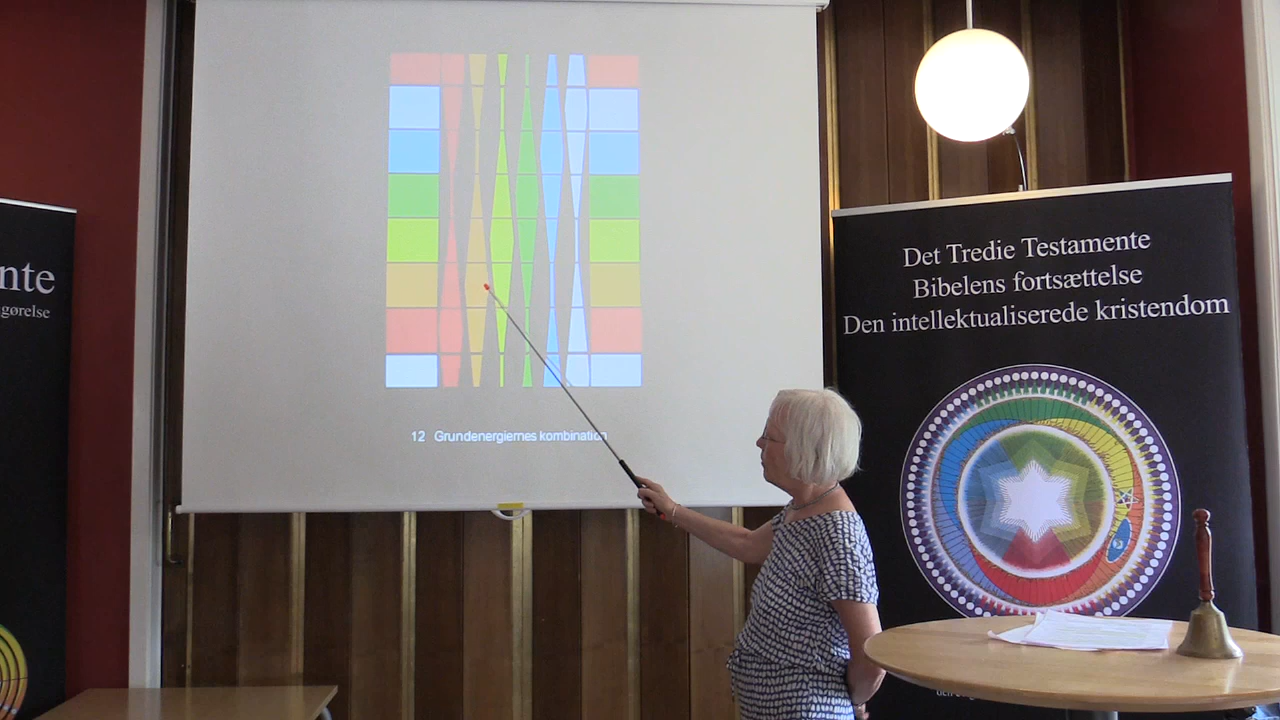 nte
gørelse
12 Grundenergiernes kombination
Det Tredie Testamente
Bibelens fortsættelse
Den intellektualiserede kristendom